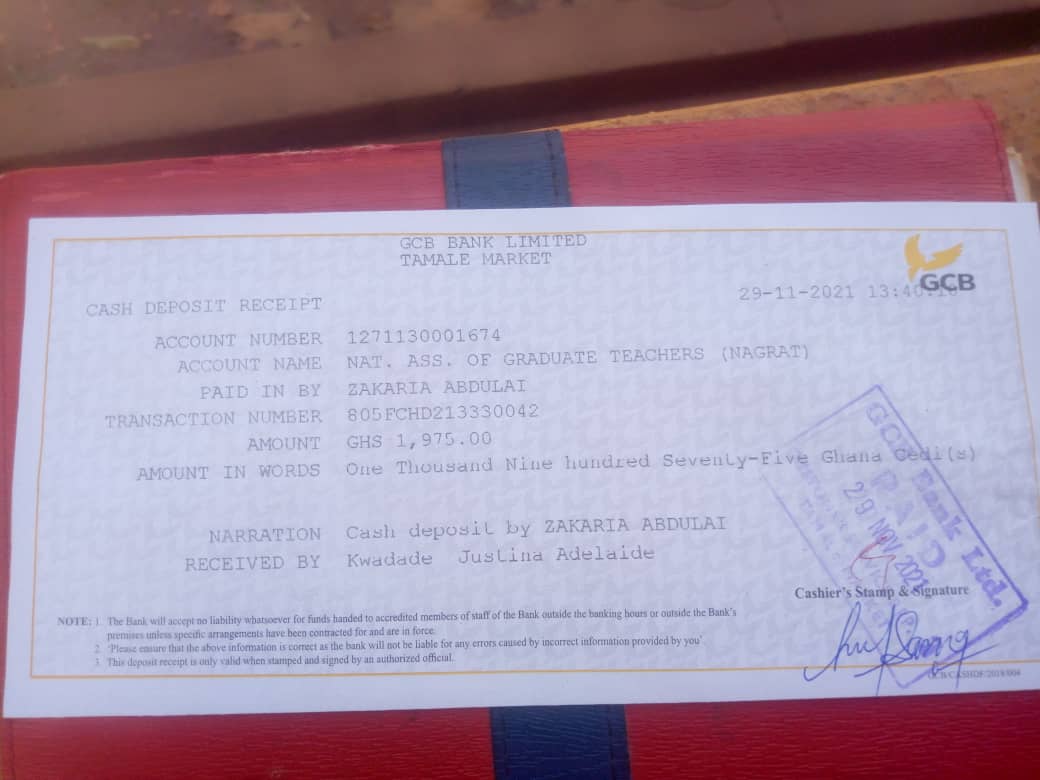 GCB BANK LIMITED
TAMALE MARKET
GCB
29-11-2021 13:40
CASH DEPOSIT RECEIPT
ACCOUNT NUMBER 1271130001674
ACCOUNT NAME NAT. ASS. OF GRADUATE TEACHERS (NAGRAT)
PAID IN BY ZAKARIA ABDULAI
TRANSACTION NUMBER 805FCHD213330042
AMOUNT GHS 1,975.00
AMOUNT IN WORDS One Thousand Nine hundred Seventy-Five Ghana Cedi(s)
NARRATION Cash deposit by ZAKARIA ABDULAI
RECEIVED BY Kwadade Justina Adelaide
GCB Bank Ltd.
PAID
29 NOV 2021
Cashier's Stamp & Signature
NOTE: 1. The Bank will accept no liability whatsoever for funds handed to accredited members of staff of the Bank outside the banking hours or outside the Bank's
premises unless specific arrangements have been contracted for and are in force.
2. 'Please ensure that the above information is correct as the bank will not be liable for any errors caused by incorrect information provided by you'.
3. This deposit receipt is only valid when stamped and signed by an authorized official.